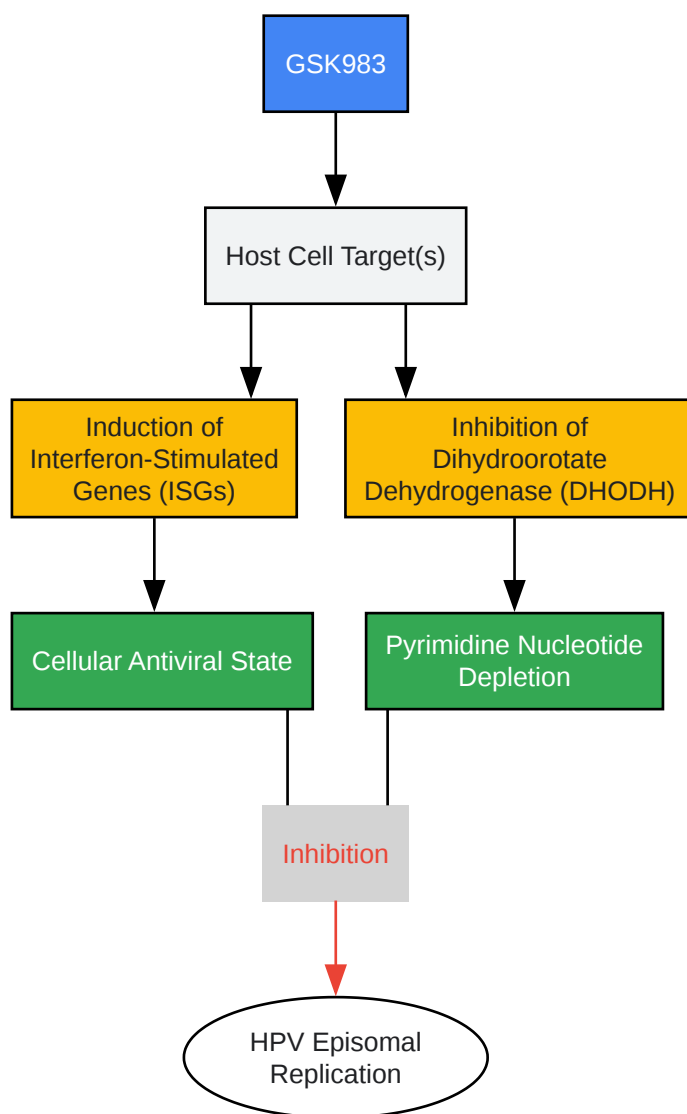 GSK983
Host Cell Target(s)
Induction of
Interferon-Stimulated
Genes (ISGs)
Inhibition of
Dihydroorotate
Dehydrogenase (DHODH)
Cellular Antiviral State
Pyrimidine Nucleotide
Depletion
Inhibition
HPV Episomal
Replication